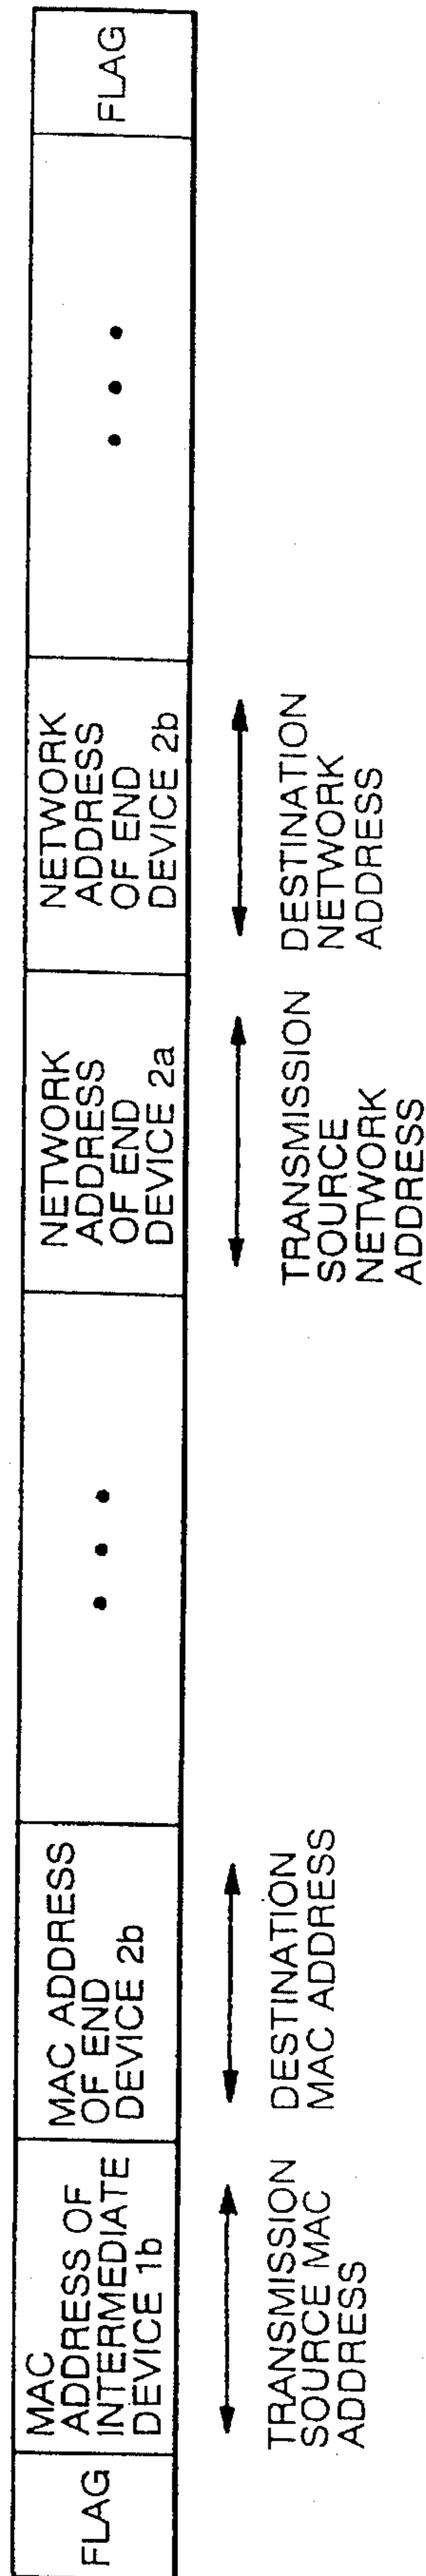 FLAG
MAC
ADDRESS OF
INTERMEDIATE
DEVICE 1b
MAC ADDRESS
OF END
DEVICE 2b
• • •
NETWORK
ADDRESS
OF END
DEVICE 2a
NETWORK
ADDRESS
OF END
DEVICE 2b
• • •
FLAG
TRANSMISSION
SOURCE MAC
ADDRESS
DESTINATION
MAC ADDRESS
TRANSMISSION
SOURCE
NETWORK
ADDRESS
DESTINATION
NETWORK
ADDRESS